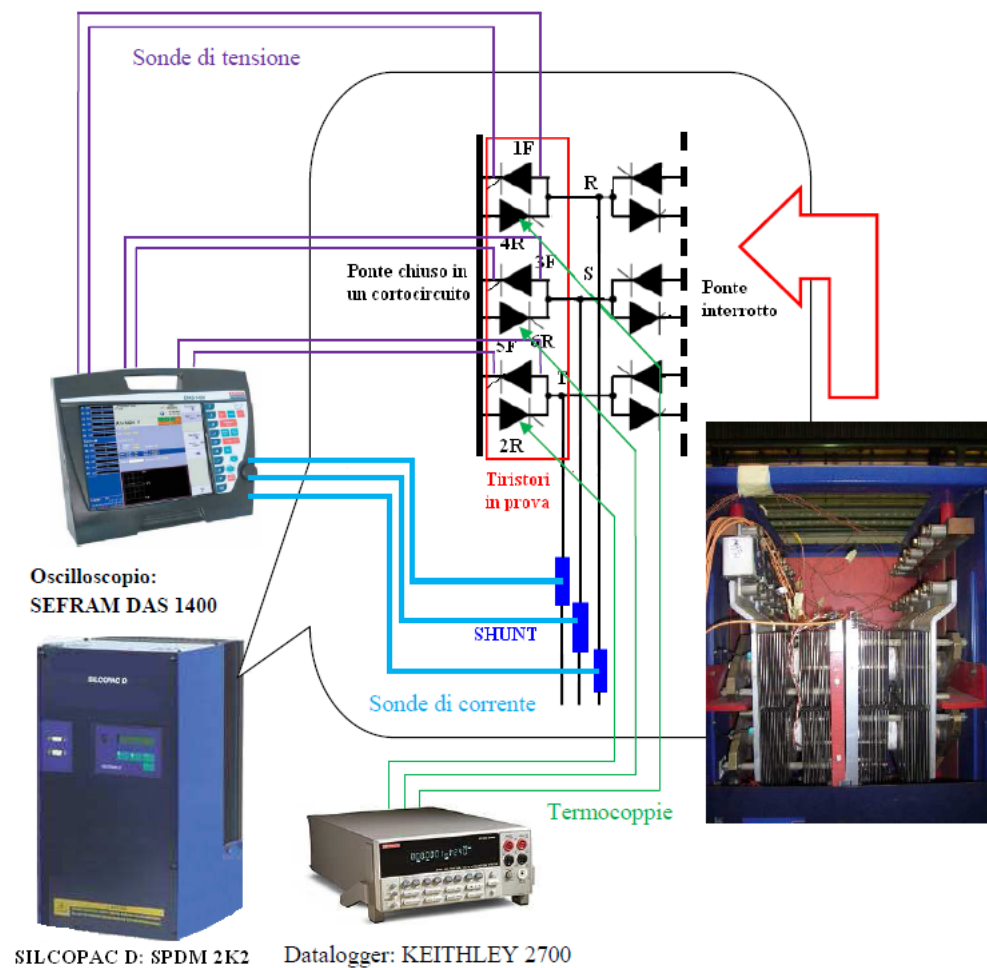 Sonde di tensione
1F
R
4R
3F
S
Ponte chiuso in
un cortocircuito
Ponte
interrotto
6R
5F
T
2R
Tiristori
in prova
Oscilloscopio:
SEFRAM DAS 1400
SHUNT
SILCOPAC D
Sonde di corrente
Termocoppie
SILCOPAC D: SPDM 2K2
Datalogger: KEITHLEY 2700